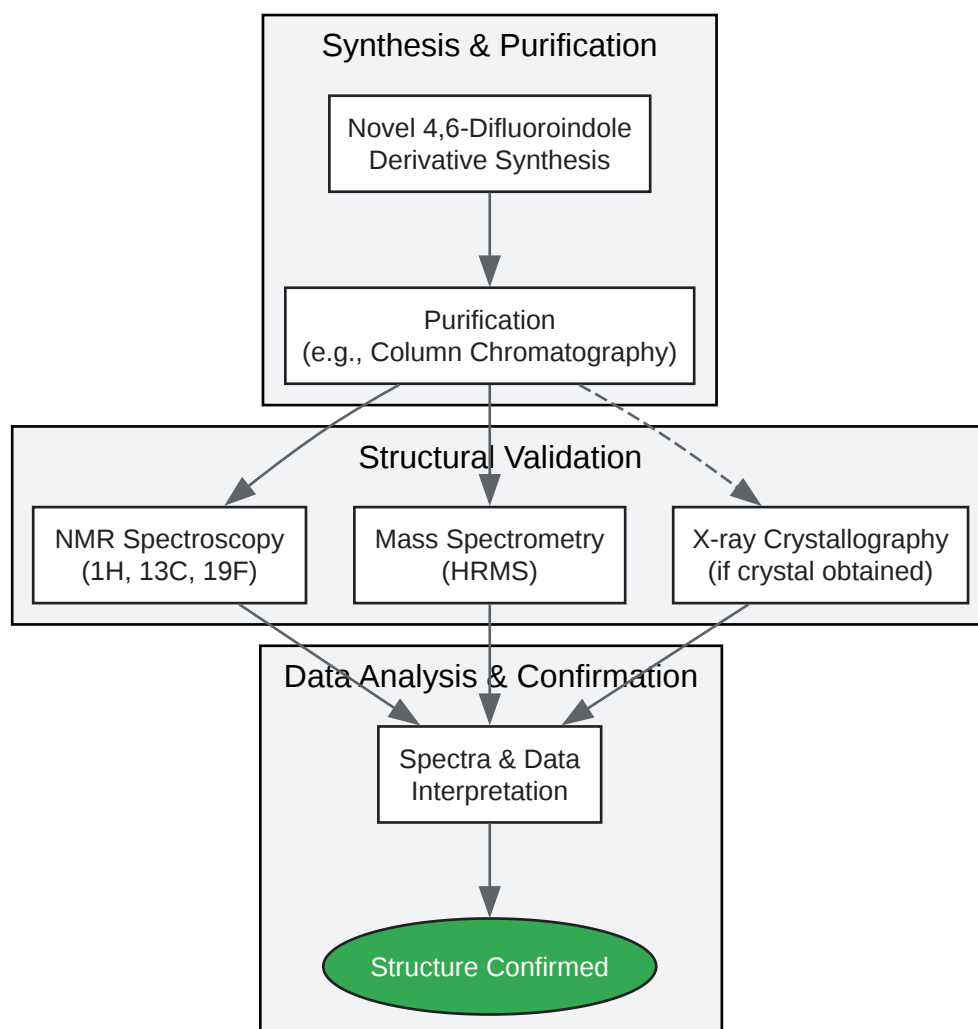 Synthesis & Purification
Novel 4,6-Difluoroindole
Derivative Synthesis
Purification
(e.g., Column Chromatography)
Structural Validation
NMR Spectroscopy
(1H, 13C, 19F)
Mass Spectrometry
(HRMS)
X-ray Crystallography
(if crystal obtained)
Data Analysis & Confirmation
Spectra & Data
Interpretation
Structure Confirmed